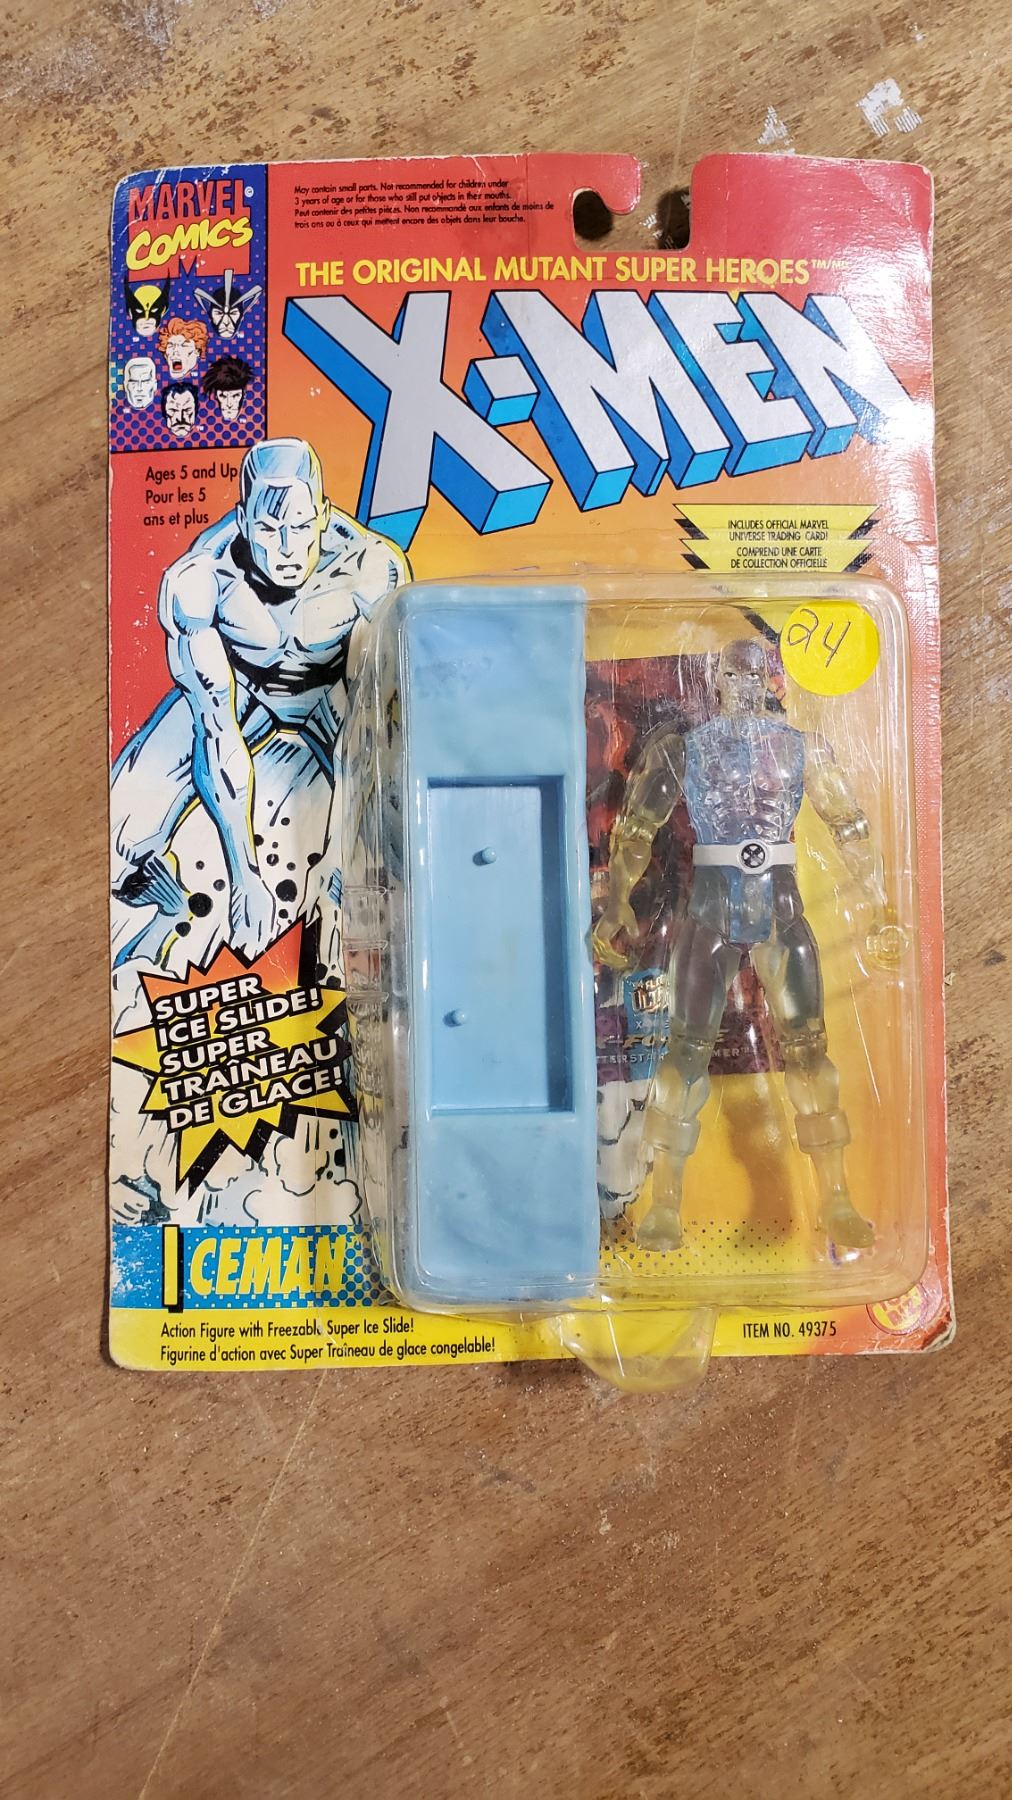 MARVEL
COMICS
May contain small parts. Not recommended for children under
3 years of age or for those who still put objects in their mouths.
Peut contenir des petites pièces. Non recommandé aux enfants de moins de
trois ans ou à ceux qui mettent encore des objets dans leur bouche.
THE ORIGINAL MUTANT SUPER HEROES
X-MEN
Ages 5 and Up
Pour les 5
ans et plus
INCLUDES OFFICIAL MARVEL
UNIVERSE TRADING CARD!
COMPREND UNE CARTE
DE COLLECTION OFFICIELLE
24
SUPER
ICE SLIDE!
SUPER
TRAÎNEAU
DE GLACE!
ICEMAN
Action Figure with Freezable Super Ice Slide!
Figurine d'action avec Super Traîneau de glace congelable!
ITEM NO. 49375